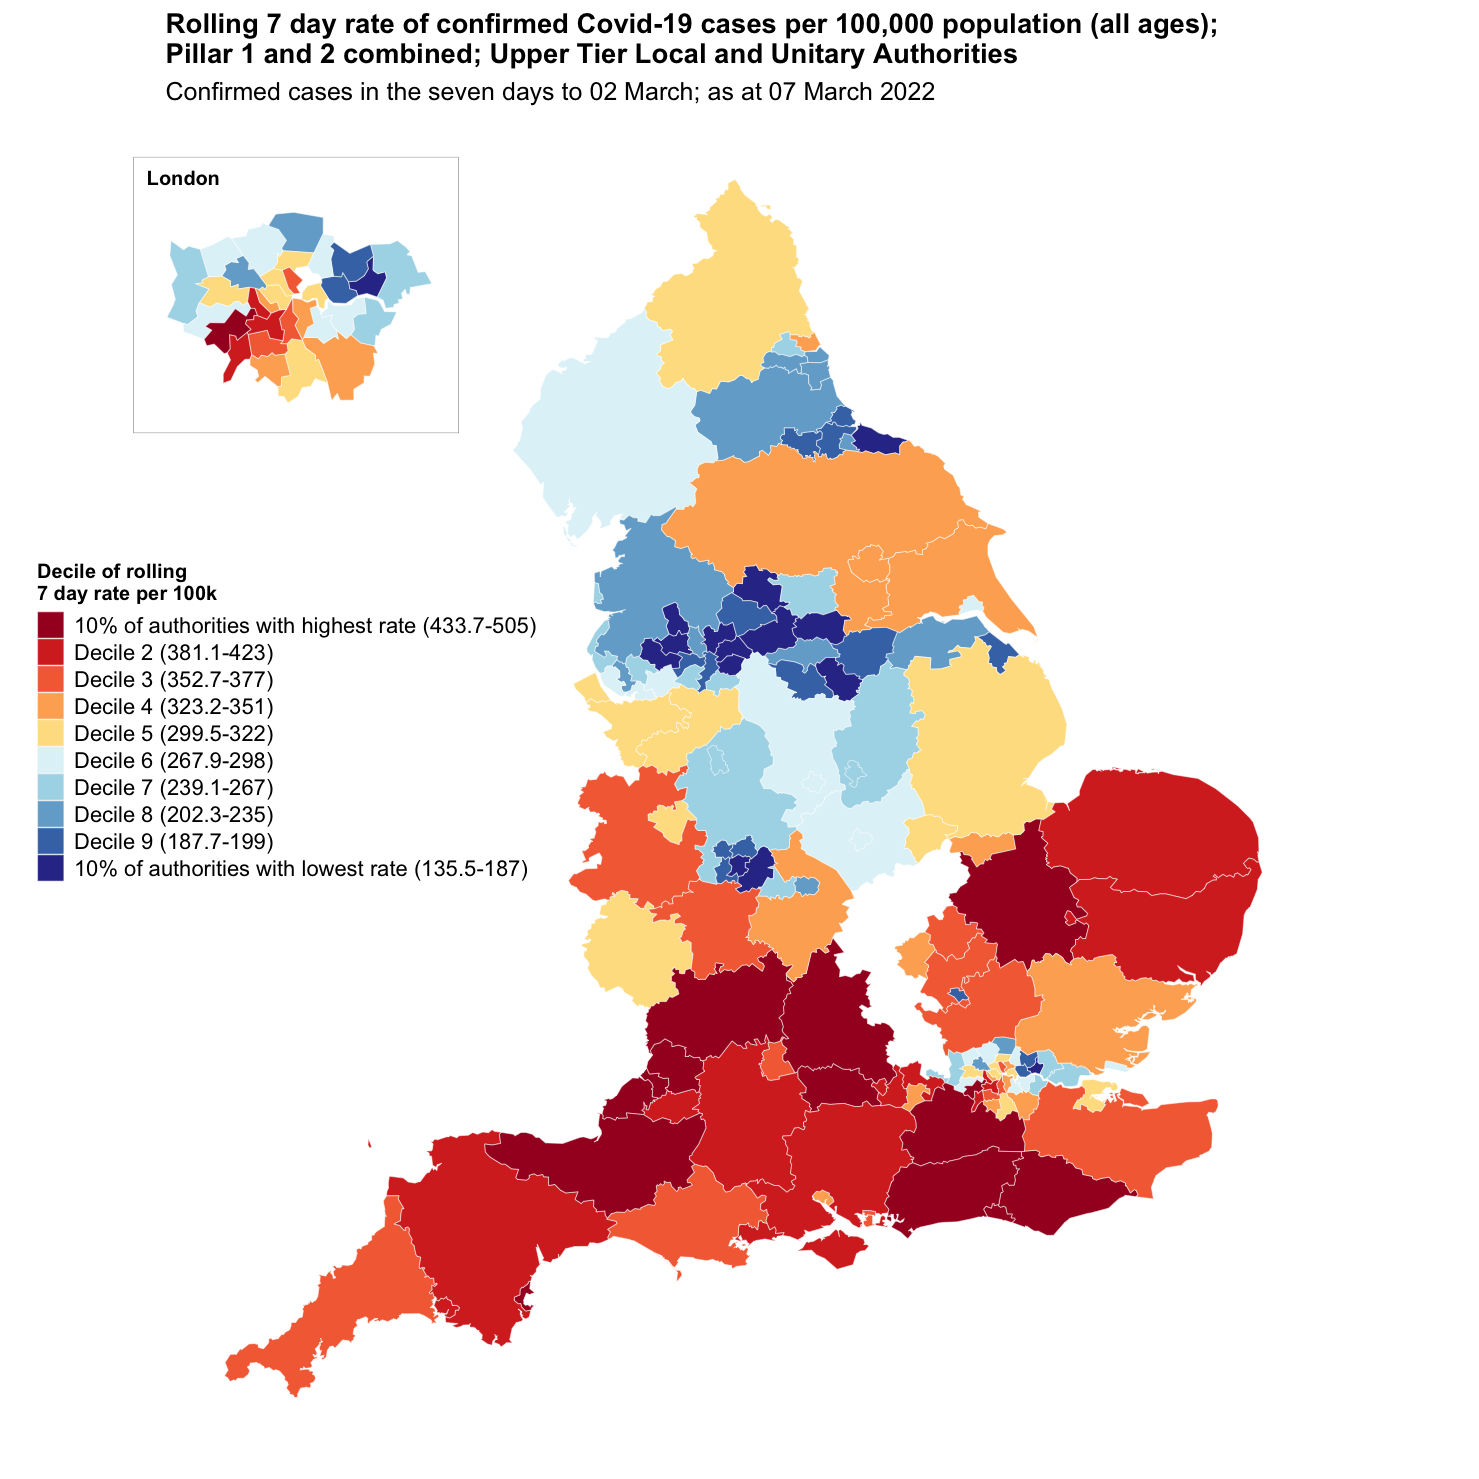 Rolling 7 day rate of confirmed Covid-19 cases per 100,000 population (all ages);
Pillar 1 and 2 combined; Upper Tier Local and Unitary Authorities
Confirmed cases in the seven days to 02 March; as at 07 March 2022
London
Decile of rolling
7 day rate per 100k
10% of authorities with highest rate (433.7-505)
Decile 2 (381.1-423)
Decile 3 (352.7-377)
Decile 4 (323.2-351)
Decile 5 (299.5-322)
Decile 6 (267.9-298)
Decile 7 (239.1-267)
Decile 8 (202.3-235)
Decile 9 (187.7-199)
10% of authorities with lowest rate (135.5-187)